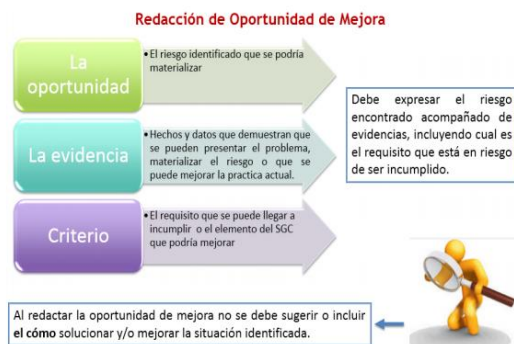 Redacción de Oportunidad de Mejora
La
oportunidad
•El riesgo identificado que se podría
materializar
La evidencia
•Hechos y datos que demuestran que
se pueden presentar el problema,
materializar el riesgo o que se
puede mejorar la practica actual.
Criterio
•El requisito que se puede llegar a
incumplir o el elemento del SGC
que podría mejorar
Debe expresar el riesgo
encontrado acompañado de
evidencias, incluyendo cual es
el requisito que está en riesgo
de ser incumplido.
Al redactar la oportunidad de mejora no se debe sugerir o incluir
el cómo solucionar y/o mejorar la situación identificada.